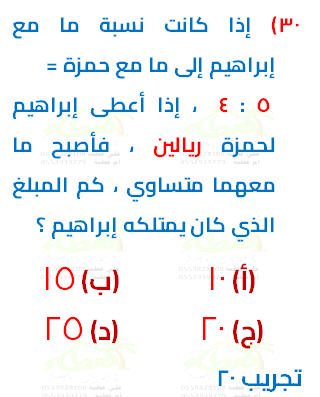 ٣٠) إذا كانت نسبة ما مع
إبراهيم إلى ما مع حمزة =
٥ : ٤ ، إذا أعطى إبراهيم
لحمزة ريالين ، فأصبح ما
معهما متساوي ، كم المبلغ
الذي كان يمتلكه إبراهيم ؟
(أ) ١٠ (ب) ١٥
(ج) ٢٠ (د) ٢٥
تجريب ٢٠